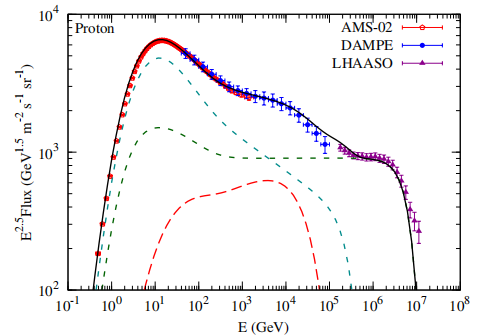 10^4
Proton
AMS-02
DAMPE
LHAASO
E^2.5Flux (GeV^1.5 m^-2 s^-1 sr^-1)
10^3
10^2
10^-1 10^0 10^1 10^2 10^3 10^4 10^5 10^6 10^7 10^8
E (GeV)